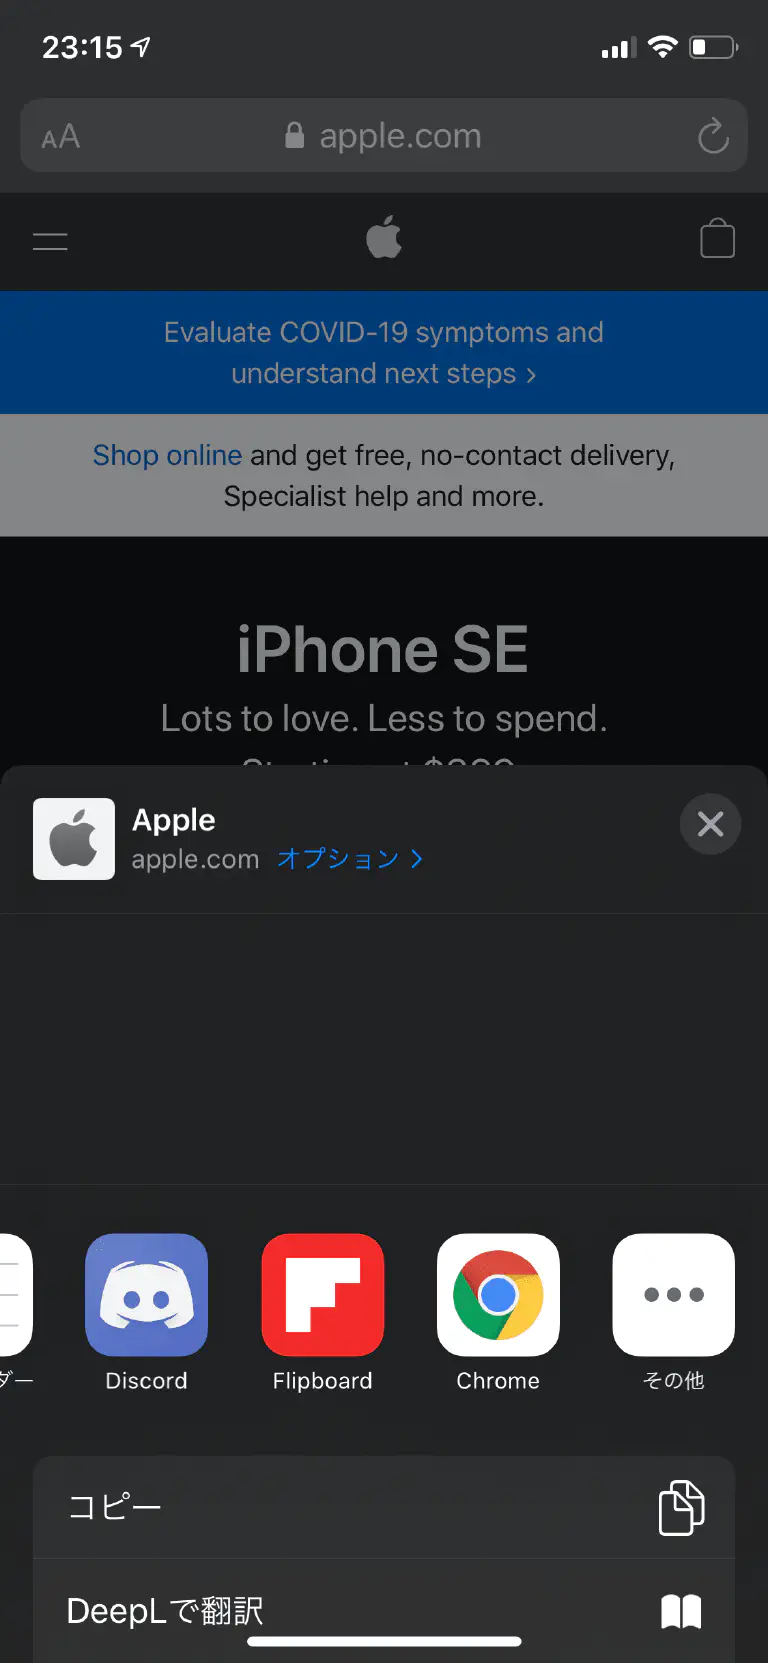 23:15
AA
apple.com
Evaluate COVID-19 symptoms and
understand next steps >
Shop online and get free, no-contact delivery,
Specialist help and more.
iPhone SE
Lots to love. Less to spend.
Apple
apple.com オプション >
ダー
Discord
Flipboard
Chrome
その他
コピー
DeepLで翻訳